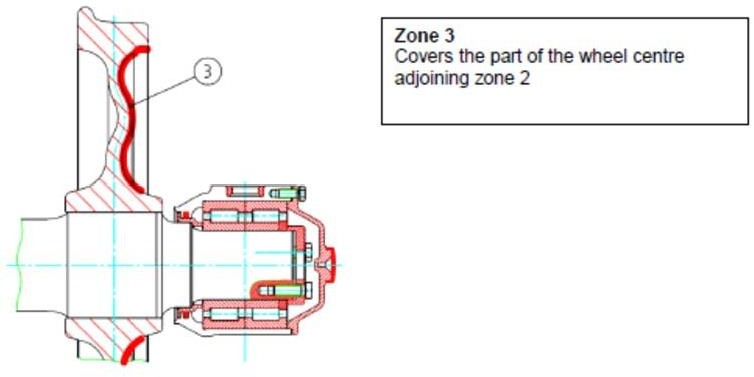 3
Zone 3
Covers the part of the wheel centre
adjoining zone 2